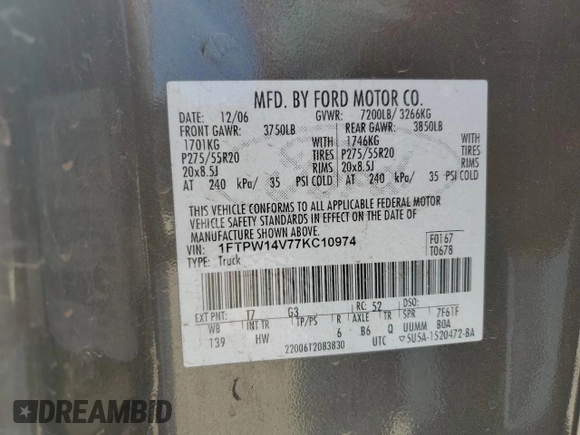 MFD. BY FORD MOTOR CO.
DATE: 12/06 GVWR: 7200LB/ 3266KG
FRONT GAWR: 3750LB REAR GAWR: 3850LB
1701KG WITH 1746KG WITH
P275/55R20 TIRES P275/55R20 TIRES
20x8.5J RIMS 20x8.5J RIMS
AT 240 kPa/ 35 PSI COLD AT 240 kPa/ 35 PSI COLD
THIS VEHICLE CONFORMS TO ALL APPLICABLE FEDERAL MOTOR
VEHICLE SAFETY STANDARDS IN EFFECT ON THE DATE OF
MANUFACTURE SHOWN ABOVE.
VIN: 1FTPW14V77KC10974 F0167
TYPE: Truck T0678
EXT PNT: T7 G3 RC: 52 DSO:
WB INT TR TP/PS R AXLE TR SPR 7F61F
139 HW 6 B6 Q UUMM BOA
22006T2083830 UTC ▽5U5A-1520472-BA
DREAMBID